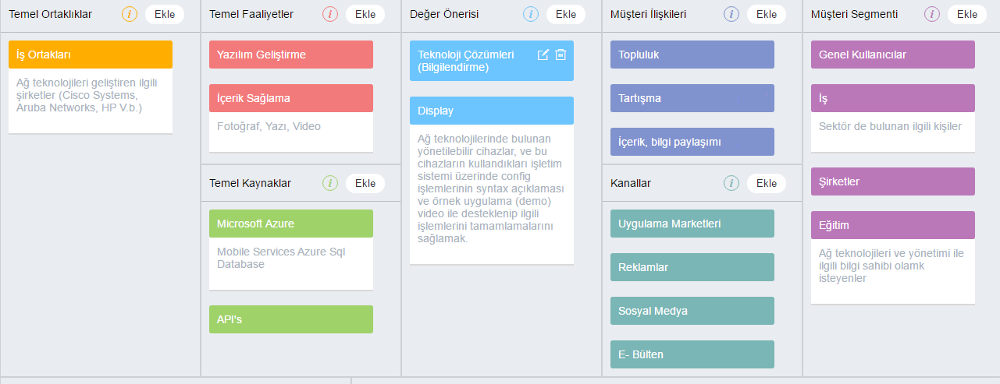 Temel Ortaklıklar
i
Ekle
İş Ortakları
Ağ teknolojileri geliştiren ilgili
şirketler (Cisco Systems,
Aruba Networks, HP V.b.)
Temel Faaliyetler
i
Ekle
Yazılım Geliştirme
İçerik Sağlama
Fotoğraf, Yazı, Video
Temel Kaynaklar
i
Ekle
Microsoft Azure
Mobile Services Azure Sql
Database
API's
Değer Önerisi
i
Ekle
Teknoloji Çözümleri
(Bilgilendirme)
Display
Ağ teknolojilerinde bulunan
yönetilebilir cihazlar, ve bu
cihazların kullandıkları işletim
sistemi üzerinde config
işlemlerinin syntax açıklaması
ve örnek uygulama (demo)
video ile desteklenip ilgili
işlemlerini tamamlamalarını
sağlamak.
Müşteri İlişkileri
i
Ekle
Topluluk
Tartışma
İçerik, bilgi paylaşımı
Kanallar
i
Ekle
Uygulama Marketleri
Reklamlar
Sosyal Medya
E- Bülten
Müşteri Segmenti
i
Ekle
Genel Kullanıcılar
İş
Sektör de bulunan ilgili kişiler
Şirketler
Eğitim
Ağ teknolojileri ve yönetimi ile
ilgili bilgi sahibi olamk
isteyenler